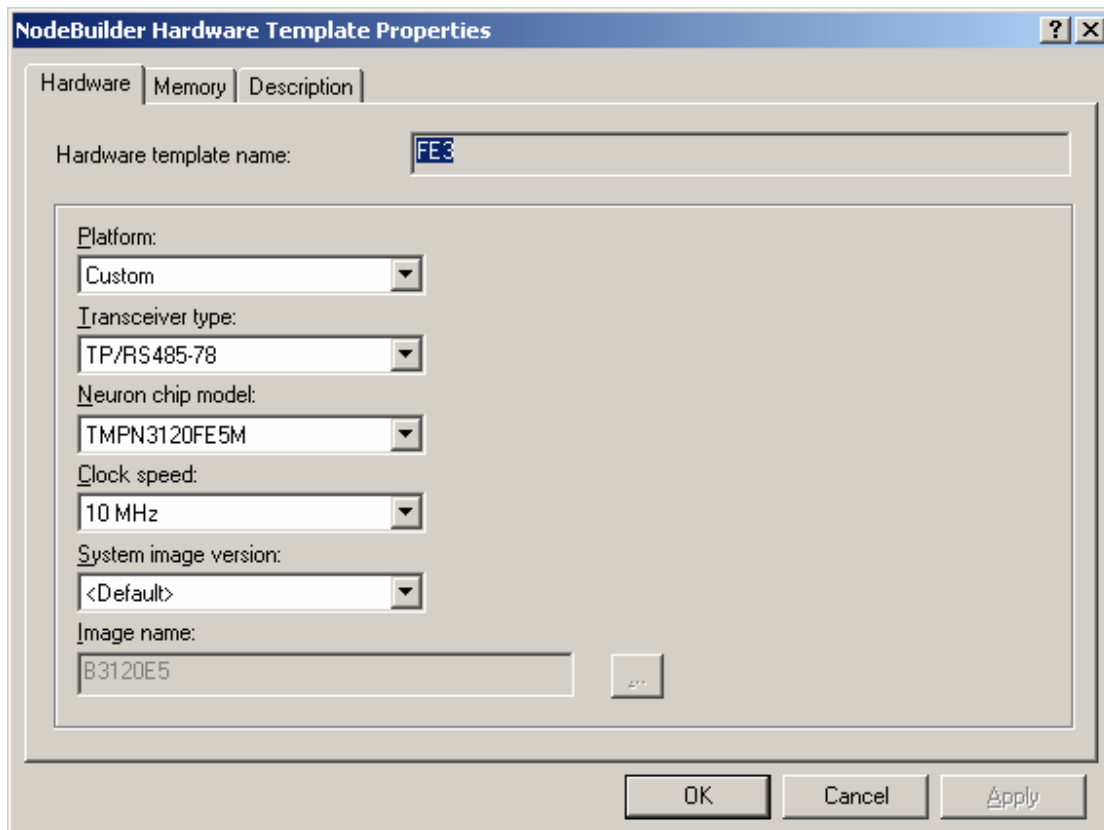 NodeBuilder Hardware Template Properties
Hardware Memory Description
Hardware template name: FE3
Platform:
Custom
Transceiver type:
TP/RS485-78
Neuron chip model:
TMPN3120FE5M
Clock speed:
10 MHz
System image version:
<Default>
Image name:
B3120E5
...
OK Cancel Apply